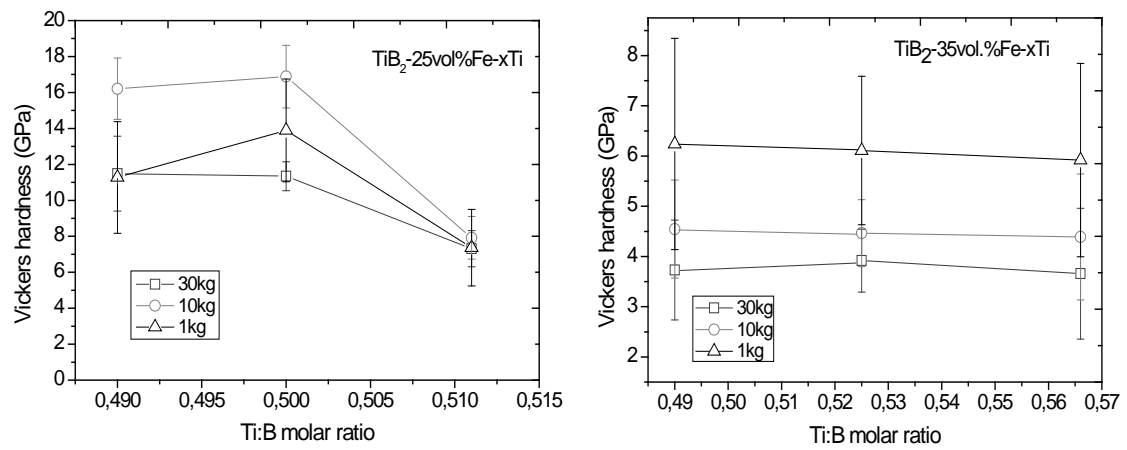 20
18
16
14
12
10
8
6
4
2
0
Vickers hardness (GPa)
TiB2-25vol%Fe-xTi
30kg
10kg
1kg
0,490 0,495 0,500 0,505 0,510 0,515
Ti:B molar ratio
8
7
6
5
4
3
2
Vickers hardness (GPa)
TiB2-35vol.%Fe-xTi
30kg
10kg
1kg
0,49 0,50 0,51 0,52 0,53 0,54 0,55 0,56 0,57
Ti:B molar ratio